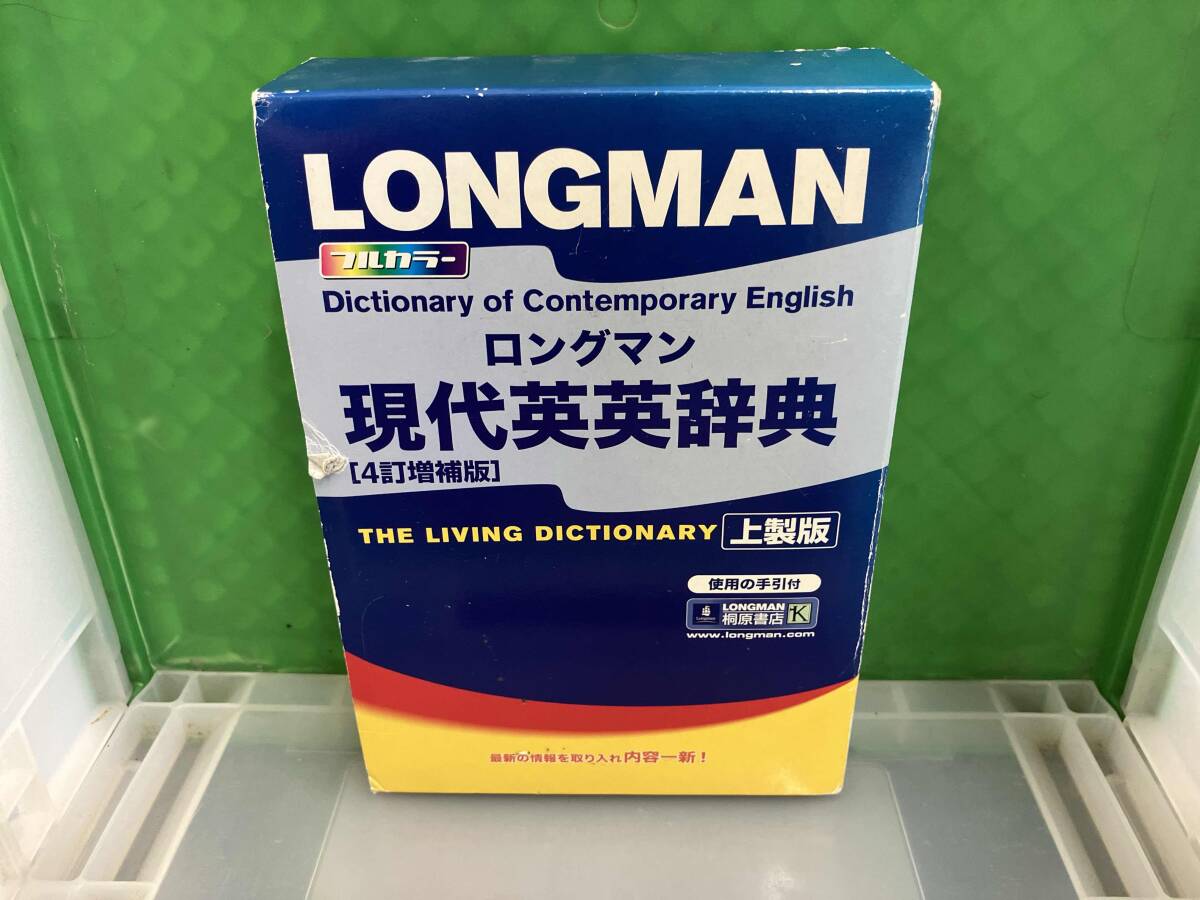 LONGMAN
フルカラー
Dictionary of Contemporary English
ロングマン
現代英英辞典
[4訂増補版]
THE LIVING DICTIONARY 上製版
使用の手引付
Longman
LONGMAN
桐原書店
K
www.longman.com
最新の情報を取り入れ内容一新!